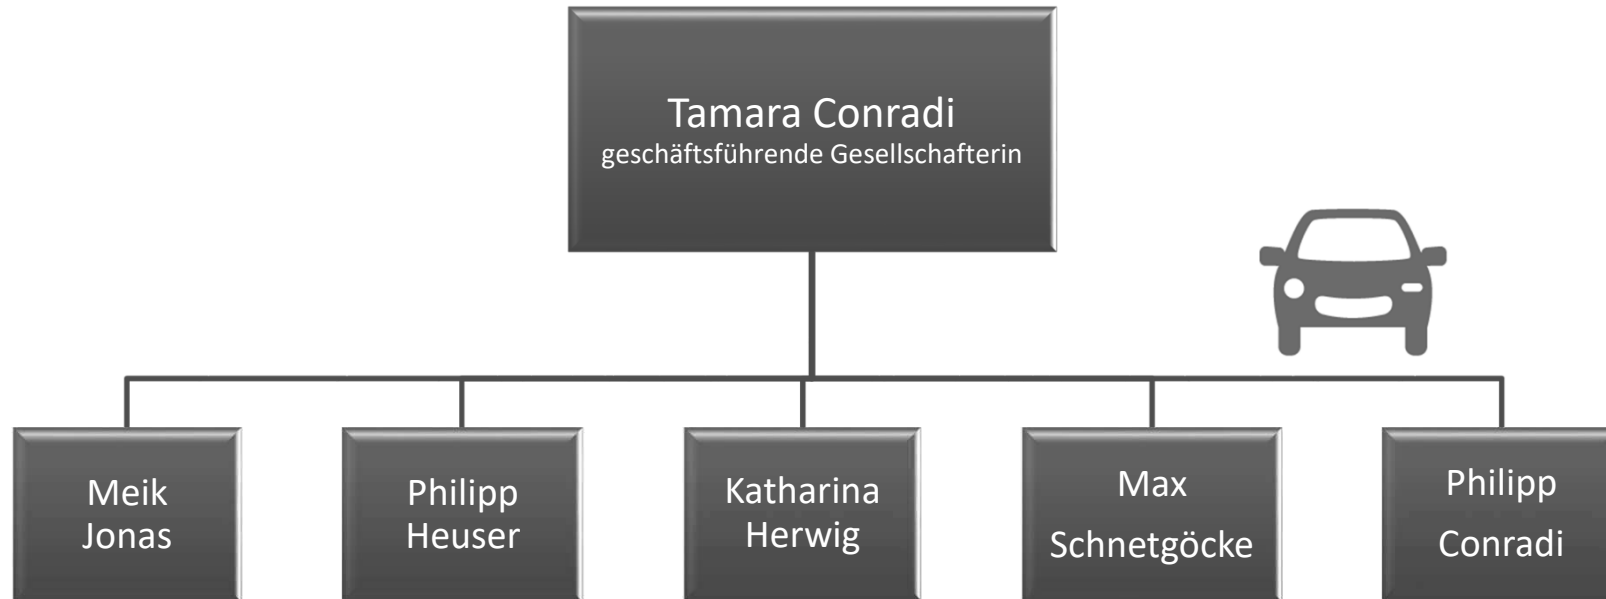 Tamara Conradi
geschäftsführende Gesellschafterin
Meik
Jonas
Philipp
Heuser
Katharina
Herwig
Max
Schnetgöcke
Philipp
Conradi